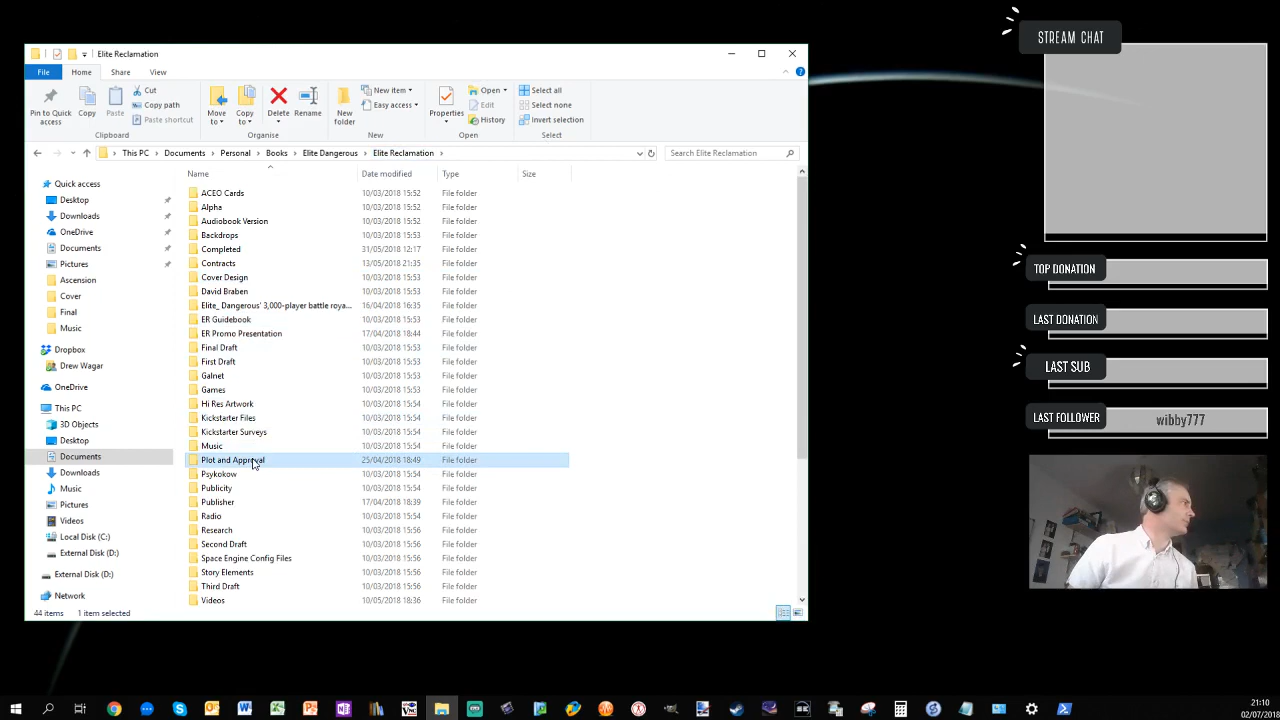 Elite Reclamation
File Home Share View
Pin to Quick access
Copy
Paste
Cut
Copy path
Paste shortcut
Clipboard
Move to
Copy to
Delete
Rename
Organise
New folder
New item
Easy access
New
Properties
Open
Edit
History
Open
Select all
Select none
Invert selection
Select
This PC > Documents > Personal > Books > Elite Dangerous > Elite Reclamation >
Search Elite Reclamation
Quick access
Desktop
Downloads
OneDrive
Documents
Pictures
Ascension
Cover
Final
Music
Dropbox
Drew Wagar
OneDrive
This PC
3D Objects
Desktop
Documents
Downloads
Music
Pictures
Videos
Local Disk (C:)
External Disk (D:)
External Disk (D:)
Network
Name Date modified Type Size
ACEO Cards 10/03/2018 15:52 File folder
Alpha 10/03/2018 15:52 File folder
Audiobook Version 10/03/2018 15:52 File folder
Backdrops 10/03/2018 15:53 File folder
Completed 31/05/2018 12:17 File folder
Contracts 13/05/2018 21:35 File folder
Cover Design 10/03/2018 15:53 File folder
David Braben 10/03/2018 15:53 File folder
Elite_ Dangerous' 3,000-player battle roya... 16/04/2018 16:35 File folder
ER Guidebook 10/03/2018 15:53 File folder
ER Promo Presentation 17/04/2018 18:44 File folder
Final Draft 10/03/2018 15:53 File folder
First Draft 10/03/2018 15:53 File folder
Galnet 10/03/2018 15:53 File folder
Games 10/03/2018 15:53 File folder
Hi Res Artwork 10/03/2018 15:54 File folder
Kickstarter Files 10/03/2018 15:54 File folder
Kickstarter Surveys 10/03/2018 15:54 File folder
Music 10/03/2018 15:54 File folder
Plot and Approval 25/04/2018 18:49 File folder
Psykokow 10/03/2018 15:54 File folder
Publicity 10/03/2018 15:54 File folder
Publisher 17/04/2018 18:39 File folder
Radio 10/03/2018 15:54 File folder
Research 10/03/2018 15:56 File folder
Second Draft 10/03/2018 15:56 File folder
Space Engine Config Files 10/03/2018 15:56 File folder
Story Elements 10/03/2018 15:56 File folder
Third Draft 10/03/2018 15:56 File folder
Videos 10/05/2018 18:36 File folder
44 items 1 item selected
STREAM CHAT
TOP DONATION
LAST DONATION
LAST SUB
LAST FOLLOWER wibby777
21:10
02/07/2018